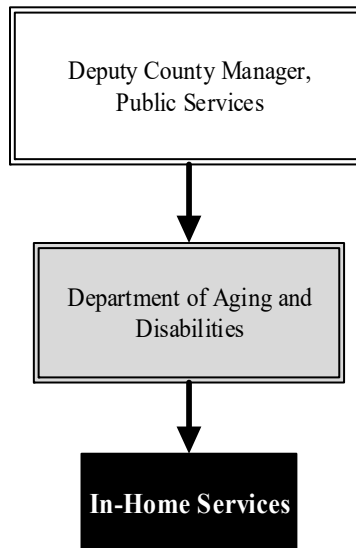 Deputy County Manager,
Public Services
Department of Aging and
Disabilities
In-Home Services